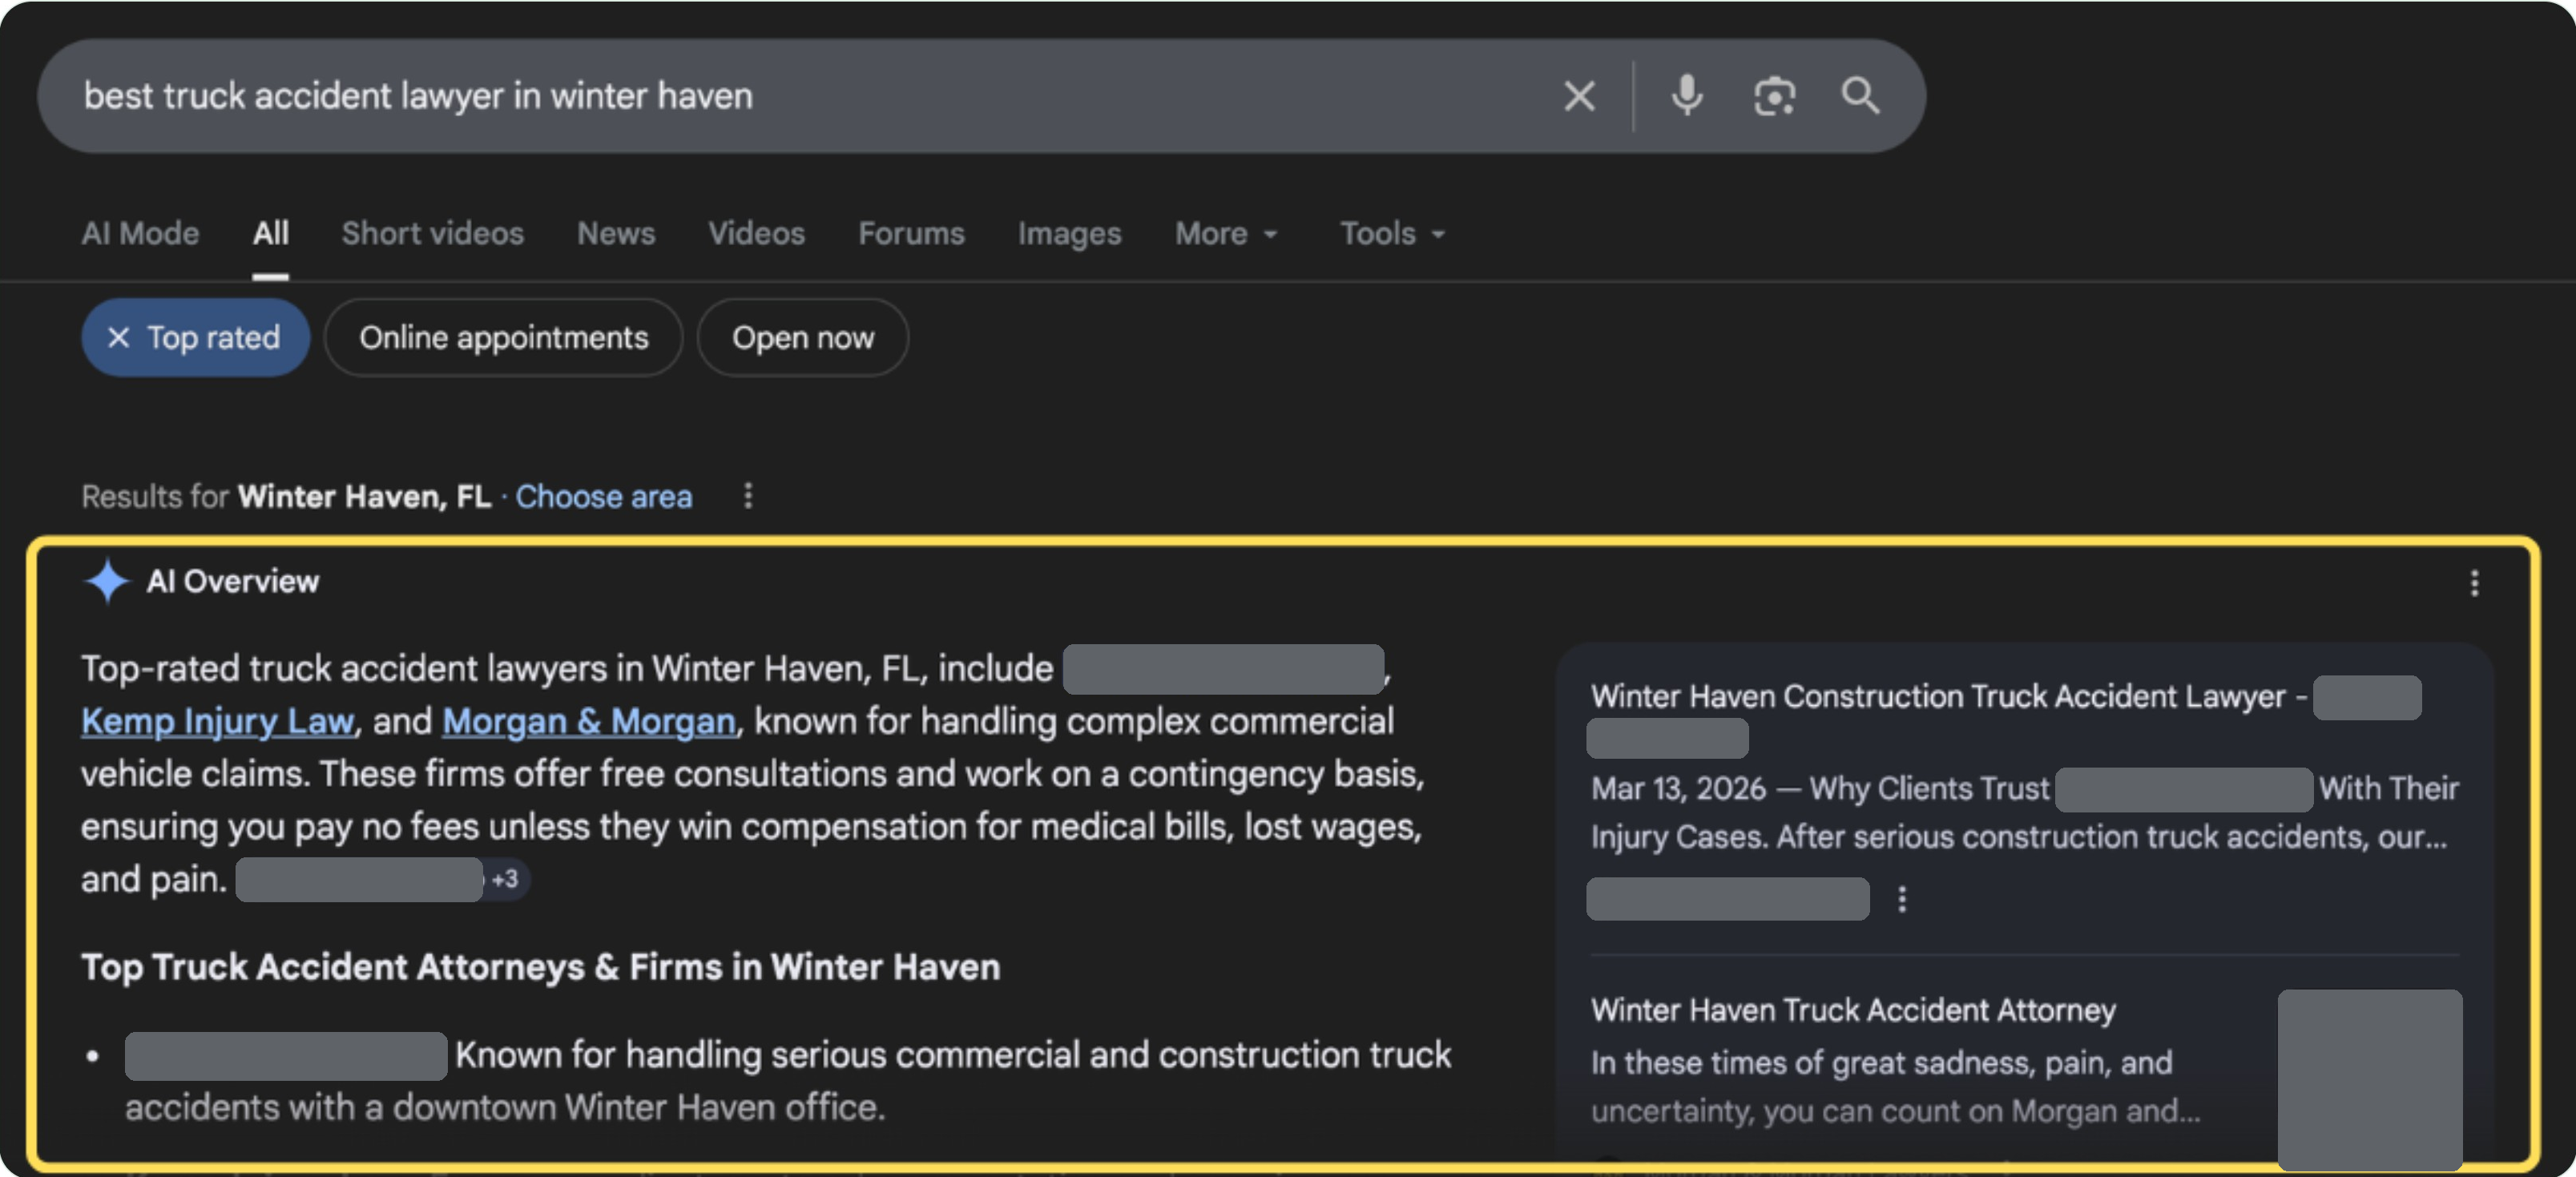 best truck accident lawyer in winter haven
AI Mode All Short videos News Videos Forums Images More Tools
Top rated Online appointments Open now
Results for Winter Haven, FL · Choose area
AI Overview
Top-rated truck accident lawyers in Winter Haven, FL, include ,
Kemp Injury Law, and Morgan & Morgan, known for handling complex commercial
vehicle claims. These firms offer free consultations and work on a contingency basis,
ensuring you pay no fees unless they win compensation for medical bills, lost wages,
and pain. +3
Top Truck Accident Attorneys & Firms in Winter Haven
• Known for handling serious commercial and construction truck
accidents with a downtown Winter Haven office.
Winter Haven Construction Truck Accident Lawyer -
Mar 13, 2026 — Why Clients Trust With Their
Injury Cases. After serious construction truck accidents, our...
Winter Haven Truck Accident Attorney
In these times of great sadness, pain, and
uncertainty, you can count on Morgan and...